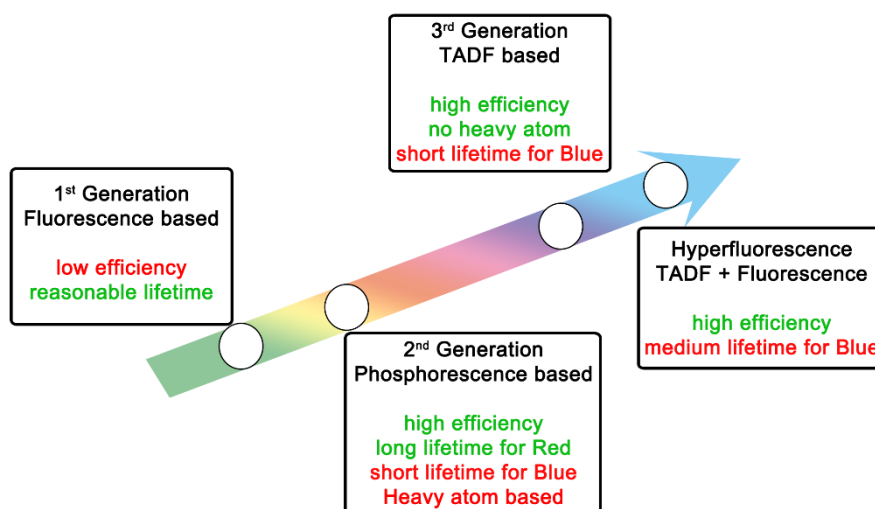 1st Generation
Fluorescence based
low efficiency
reasonable lifetime
2nd Generation
Phosphorescence based
high efficiency
long lifetime for Red
short lifetime for Blue
Heavy atom based
3rd Generation
TADF based
high efficiency
no heavy atom
short lifetime for Blue
Hyperfluorescence
TADF + Fluorescence
high efficiency
medium lifetime for Blue